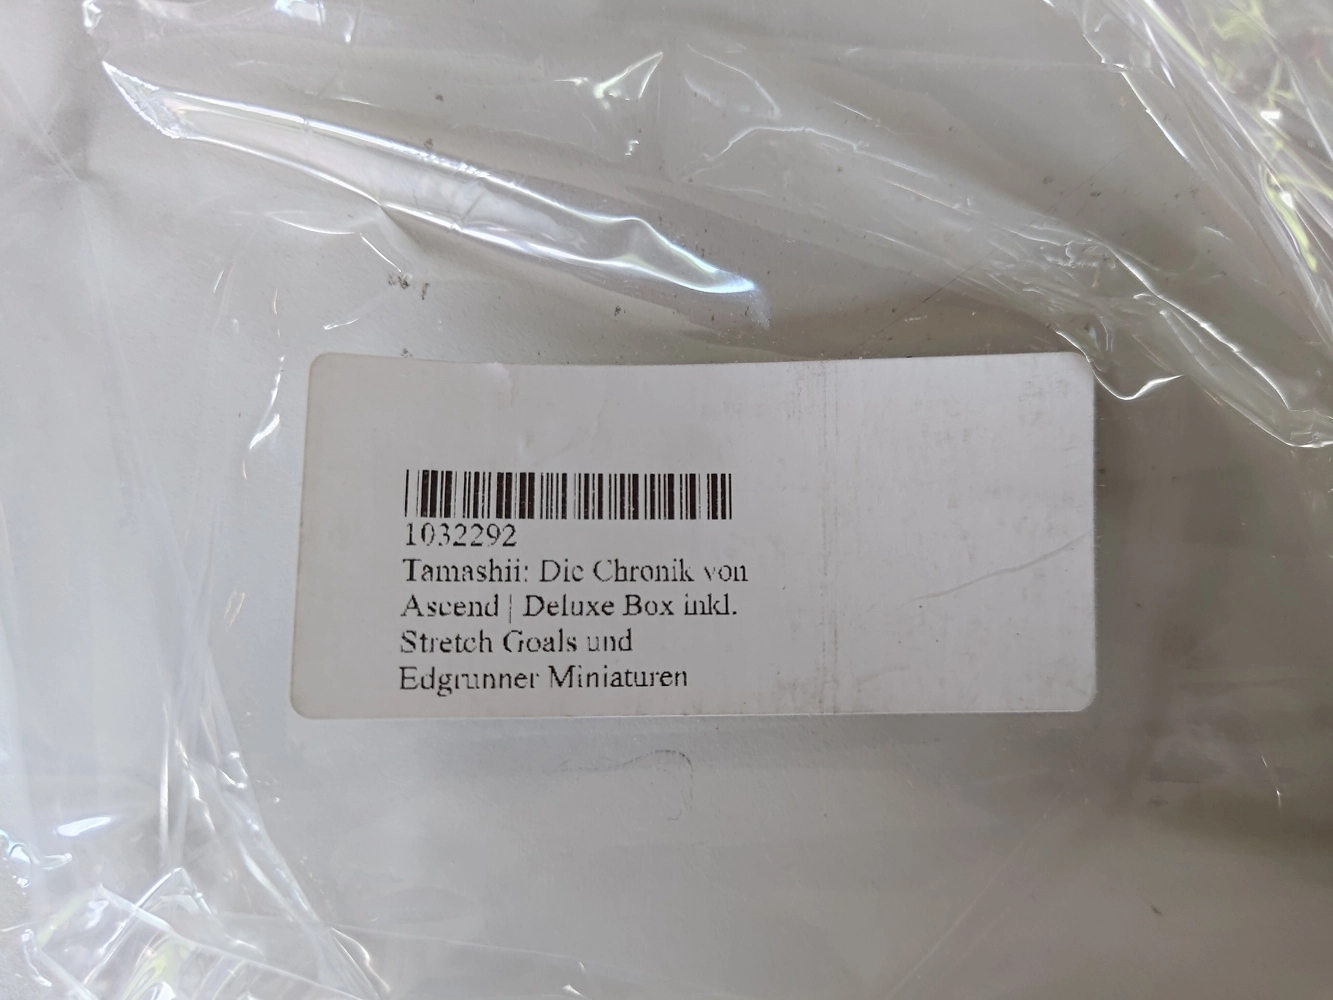 1032292
Tamashii: Die Chronik von
Ascend | Deluxe Box inkl.
Stretch Goals und
Edgrunner Miniaturen